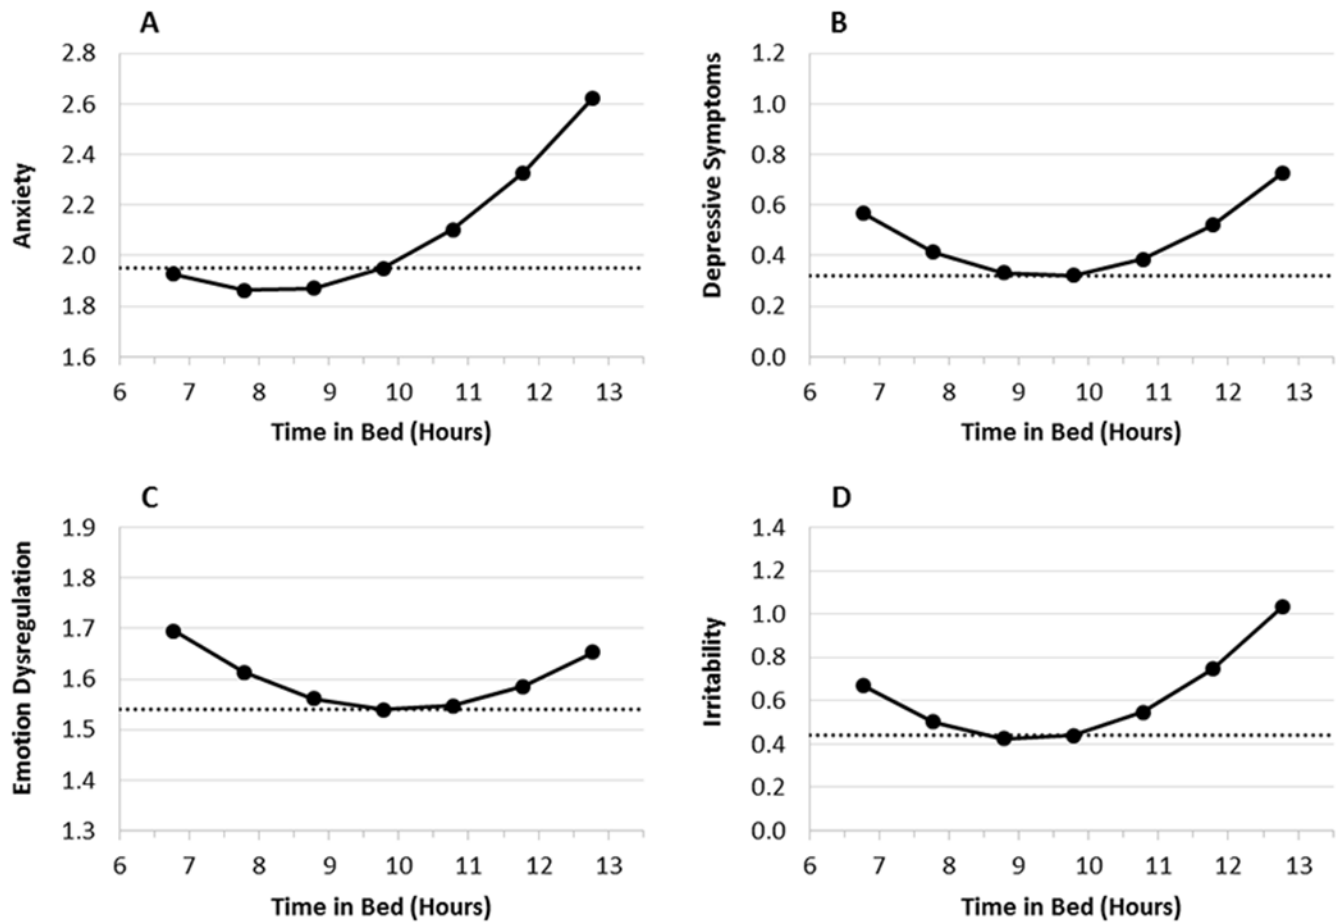 A
Anxiety
2.8
2.6
2.4
2.2
2.0
1.8
1.6
6 7 8 9 10 11 12 13
Time in Bed (Hours)
B
Depressive Symptoms
1.2
1.0
0.8
0.6
0.4
0.2
0.0
6 7 8 9 10 11 12 13
Time in Bed (Hours)
C
Emotion Dysregulation
1.9
1.8
1.7
1.6
1.5
1.4
1.3
6 7 8 9 10 11 12 13
Time in Bed (Hours)
D
Irritability
1.4
1.2
1.0
0.8
0.6
0.4
0.2
0.0
6 7 8 9 10 11 12 13
Time in Bed (Hours)